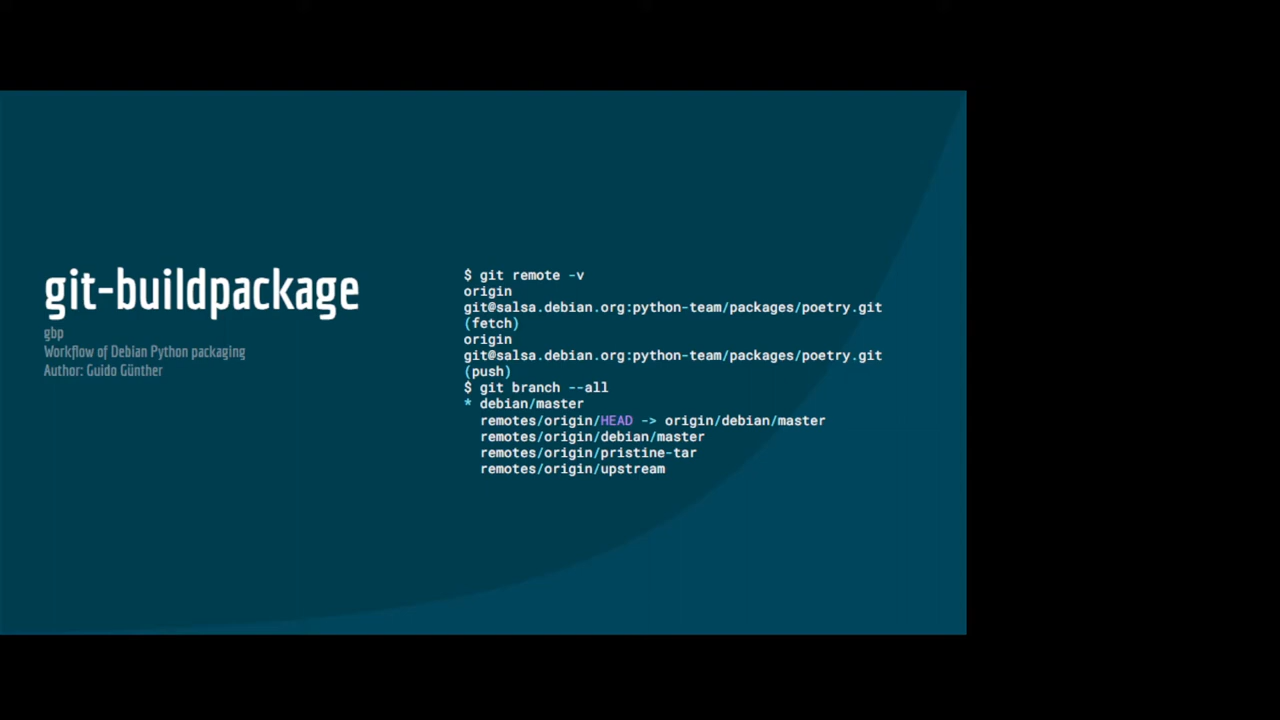 git-buildpackage
gbp
Workflow of Debian Python packaging
Author: Guido Günther
$ git remote -v
origin
git@salsa.debian.org:python-team/packages/poetry.git
(fetch)
origin
git@salsa.debian.org:python-team/packages/poetry.git
(push)
$ git branch --all
* debian/master
remotes/origin/HEAD -> origin/debian/master
remotes/origin/debian/master
remotes/origin/pristine-tar
remotes/origin/upstream